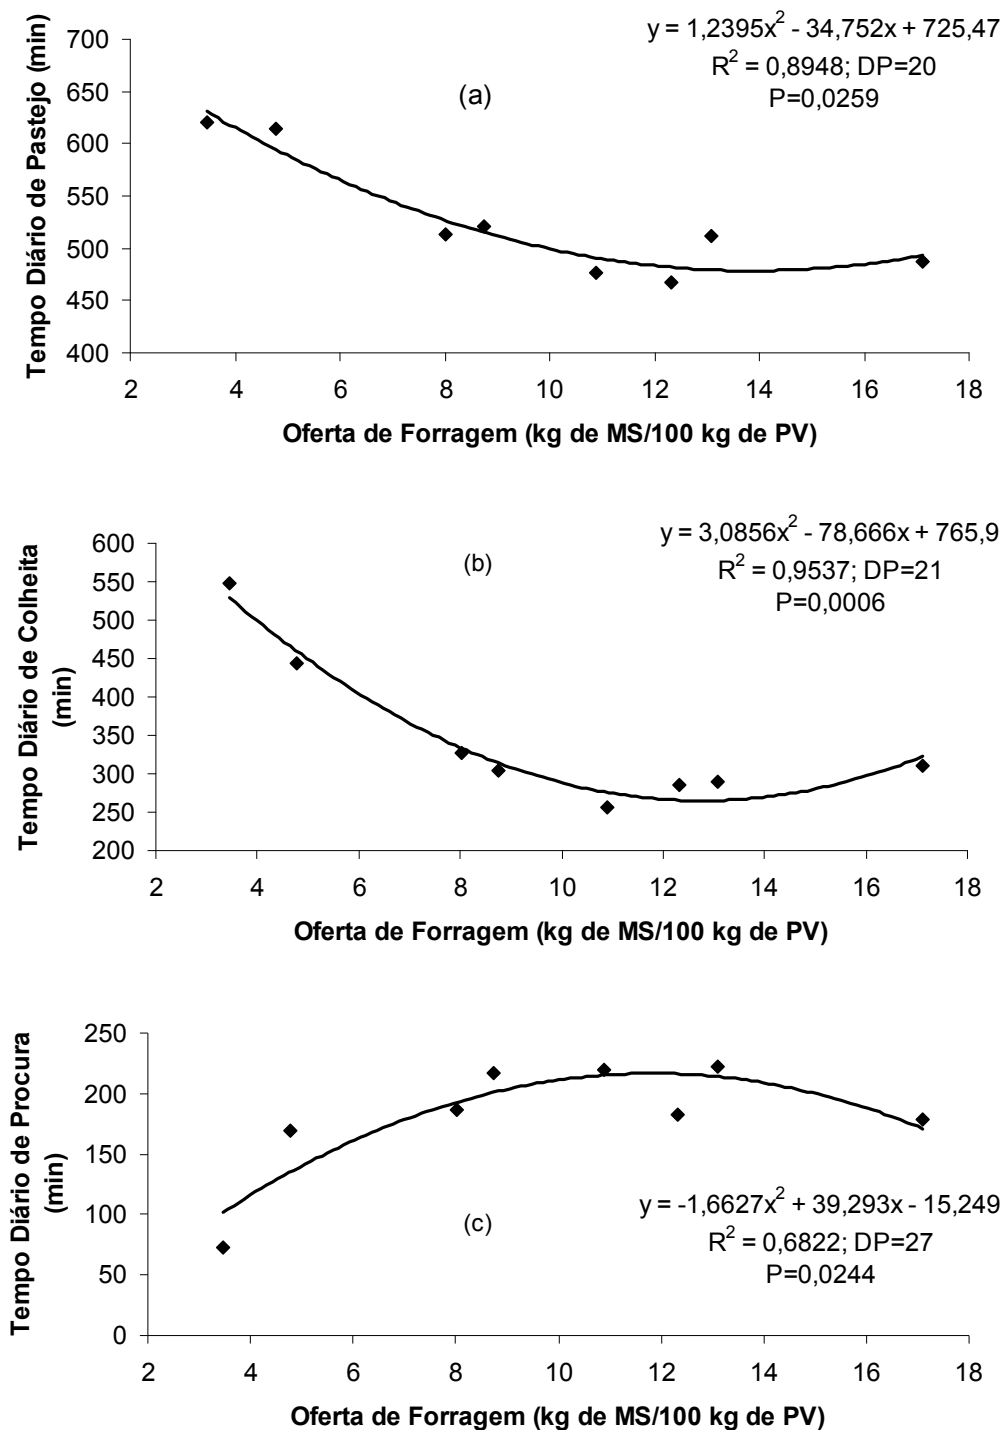 y = 1,2395x² - 34,752x + 725,47
R² = 0,8948; DP=20
P=0,0259
(a)
Tempo Diário de Pastejo (min)
700
650
600
550
500
450
400
2 4 6 8 10 12 14 16 18
Oferta de Forragem (kg de MS/100 kg de PV)
y = 3,0856x² - 78,666x + 765,9
R² = 0,9537; DP=21
P=0,0006
(b)
Tempo Diário de Colheita
(min)
600
550
500
450
400
350
300
250
200
2 4 6 8 10 12 14 16 18
Oferta de Forragem (kg de MS/100 kg de PV)
Tempo Diário de Procura
(min)
250
200
150
100
50
0
(c)
y = -1,6627x² + 39,293x - 15,249
R² = 0,6822; DP=27
P=0,0244
2 4 6 8 10 12 14 16 18
Oferta de Forragem (kg de MS/100 kg de PV)